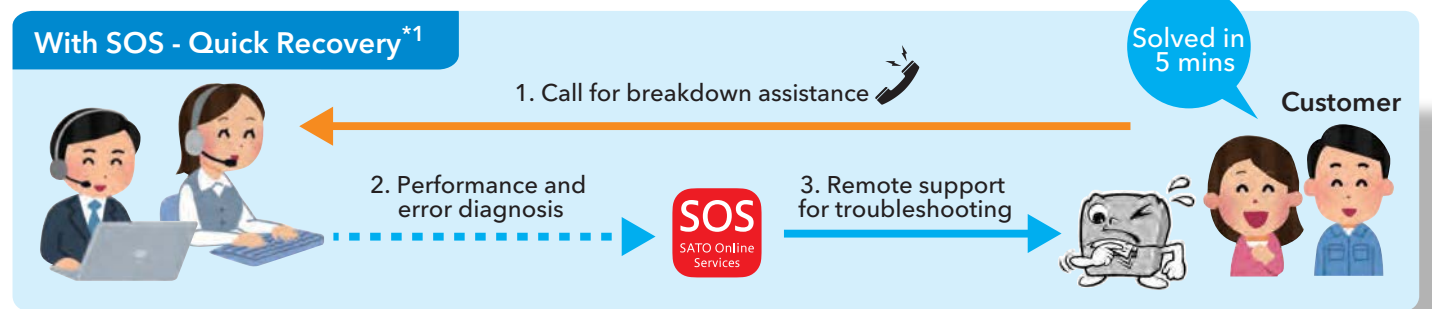 With SOS - Quick Recovery*1
Solved in
5 mins
1. Call for breakdown assistance
Customer
2. Performance and
error diagnosis
SOS
SATO Online
Services
3. Remote support
for troubleshooting